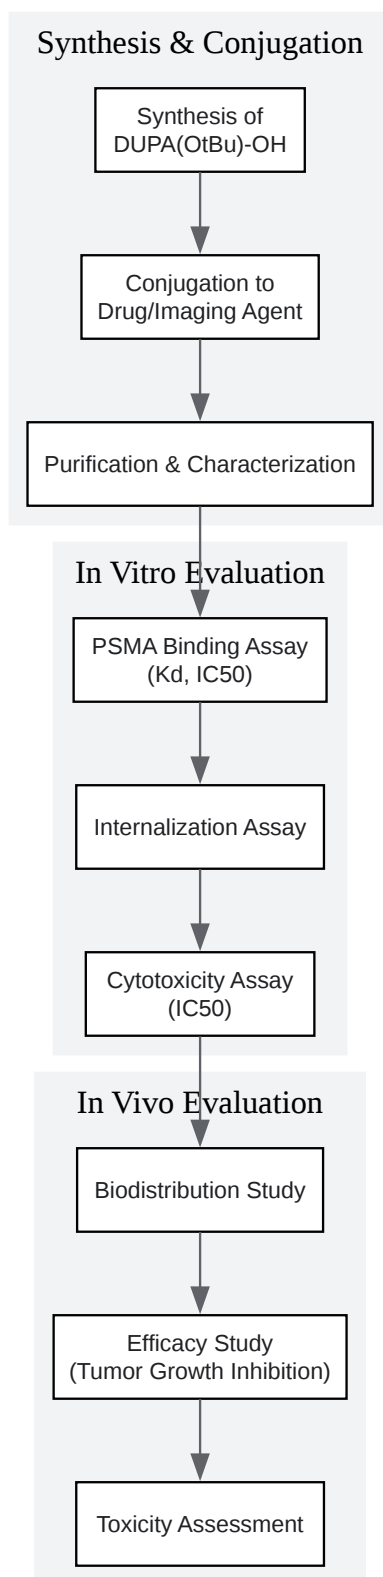 Synthesis & Conjugation
Synthesis of
DUPA(OtBu)-OH
Conjugation to
Drug/Imaging Agent
Purification & Characterization
In Vitro Evaluation
PSMA Binding Assay
(Kd, IC50)
Internalization Assay
Cytotoxicity Assay
(IC50)
In Vivo Evaluation
Biodistribution Study
Efficacy Study
(Tumor Growth Inhibition)
Toxicity Assessment